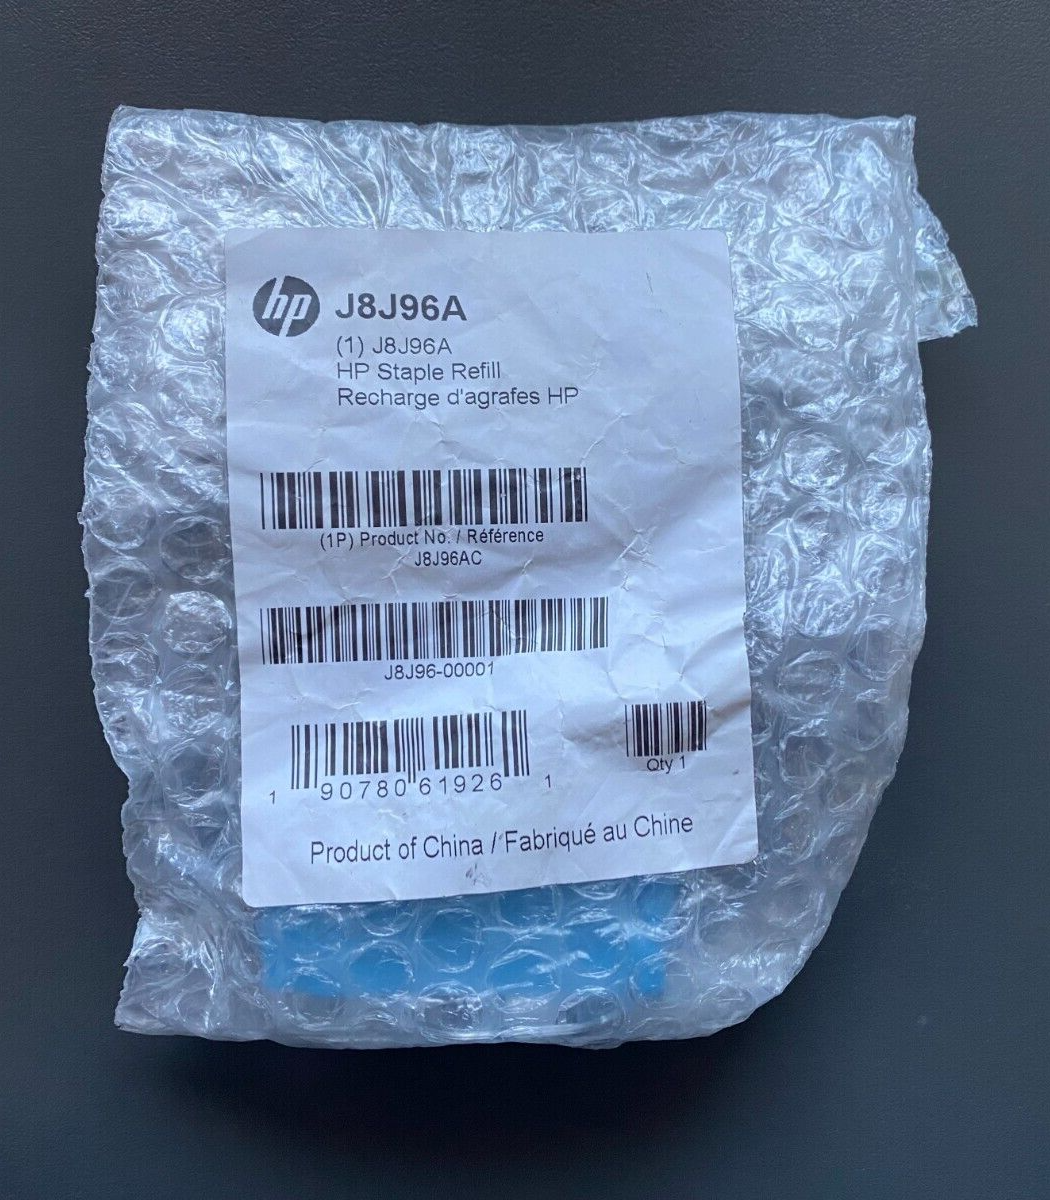 hp J8J96A
(1) J8J96A
HP Staple Refill
Recharge d'agrafes HP
(1P) Product No. / Référence
J8J96AC
J8J96-00001
1 90780 61926 1
Qty 1
Product of China / Fabriqué au Chine